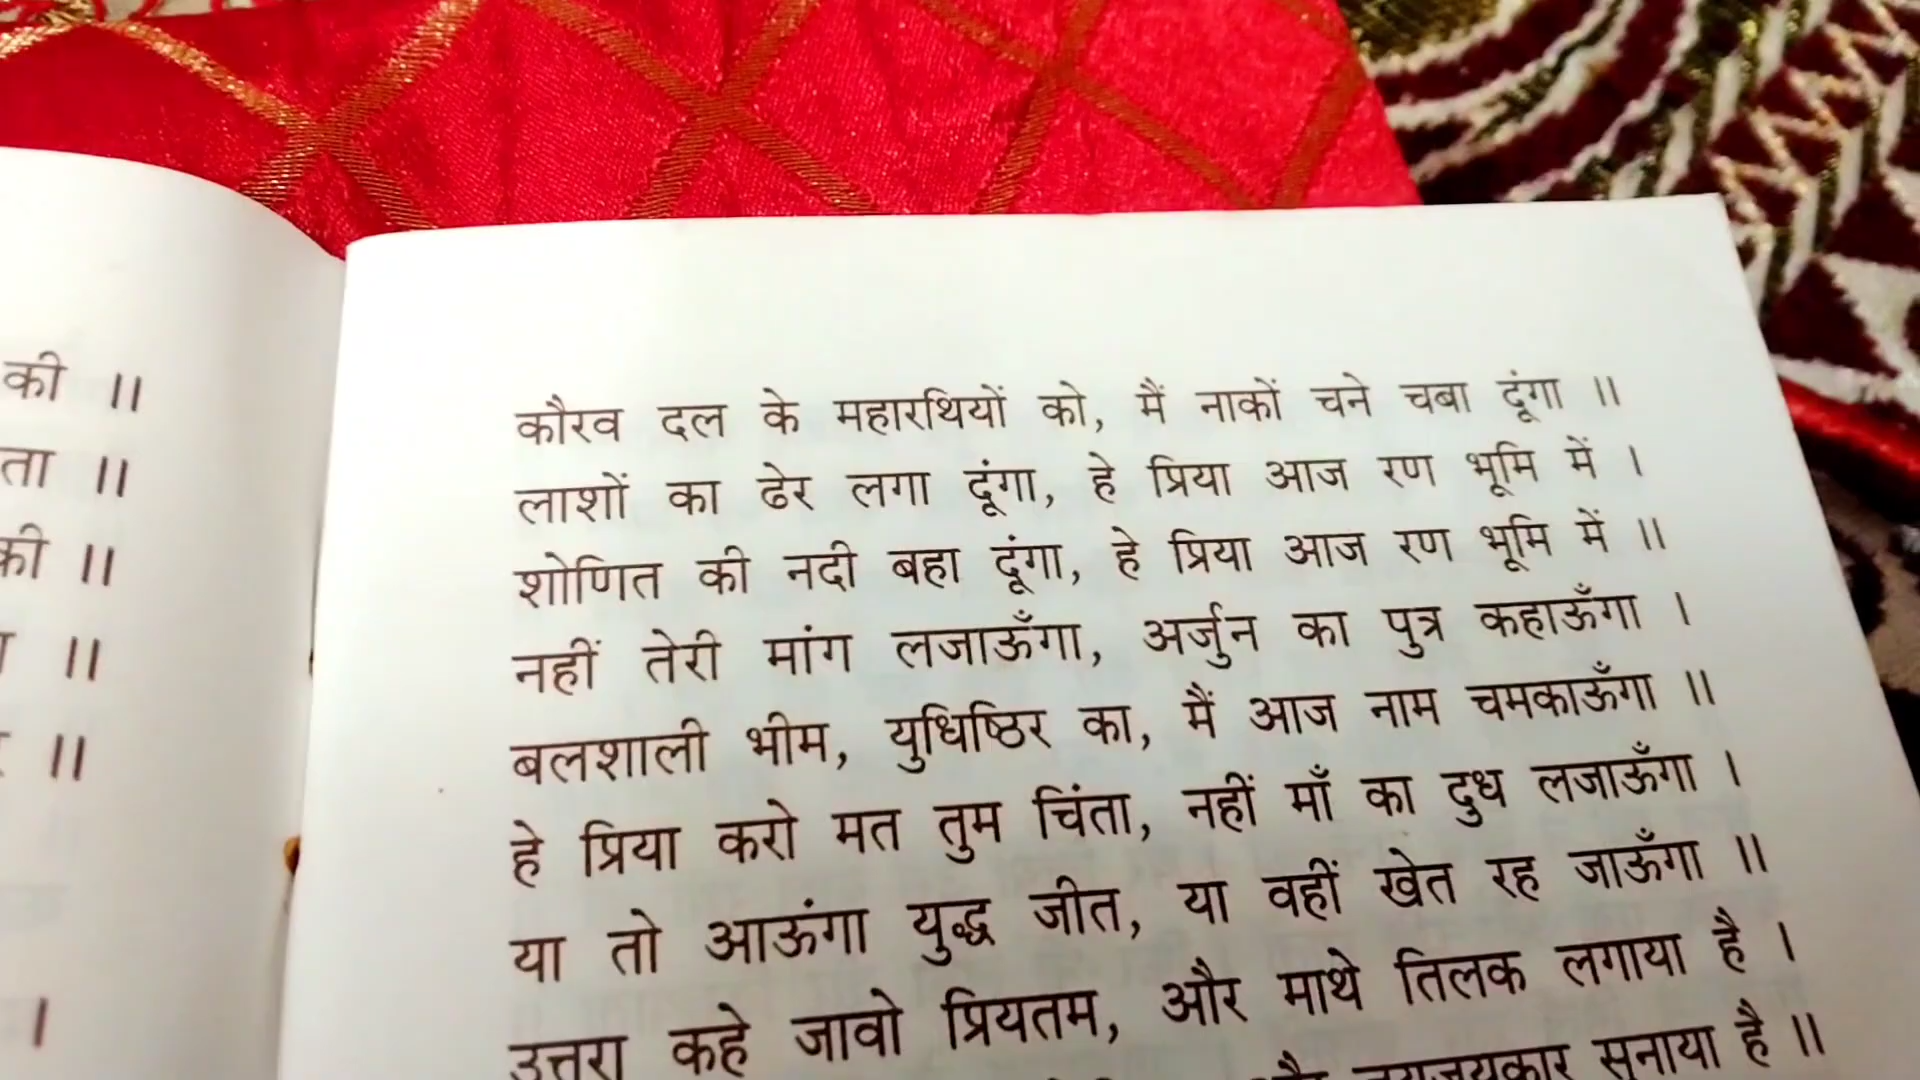 की ॥
ता ॥
की ॥
॥
॥
।
कौरव दल के महारथियों को, मैं नाकों चने चबा दूंगा ॥
लाशों का ढेर लगा दूंगा, हे प्रिया आज रण भूमि में ।
शोणित की नदी बहा दूंगा, हे प्रिया आज रण भूमि में ॥
नहीं तेरी मांग लजाऊँगा, अर्जुन का पुत्र कहाऊँगा ।
बलशाली भीम, युधिष्ठिर का, मैं आज नाम चमकाऊँगा ॥
हे प्रिया करो मत तुम चिंता, नहीं माँ का दुध लजाऊँगा ।
या तो आऊंगा युद्ध जीत, या वहीं खेत रह जाऊँगा ॥
उत्तरा कहे जावो प्रियतम, और माथे तिलक लगाया है ।
जयजयकार सुनाया है ॥